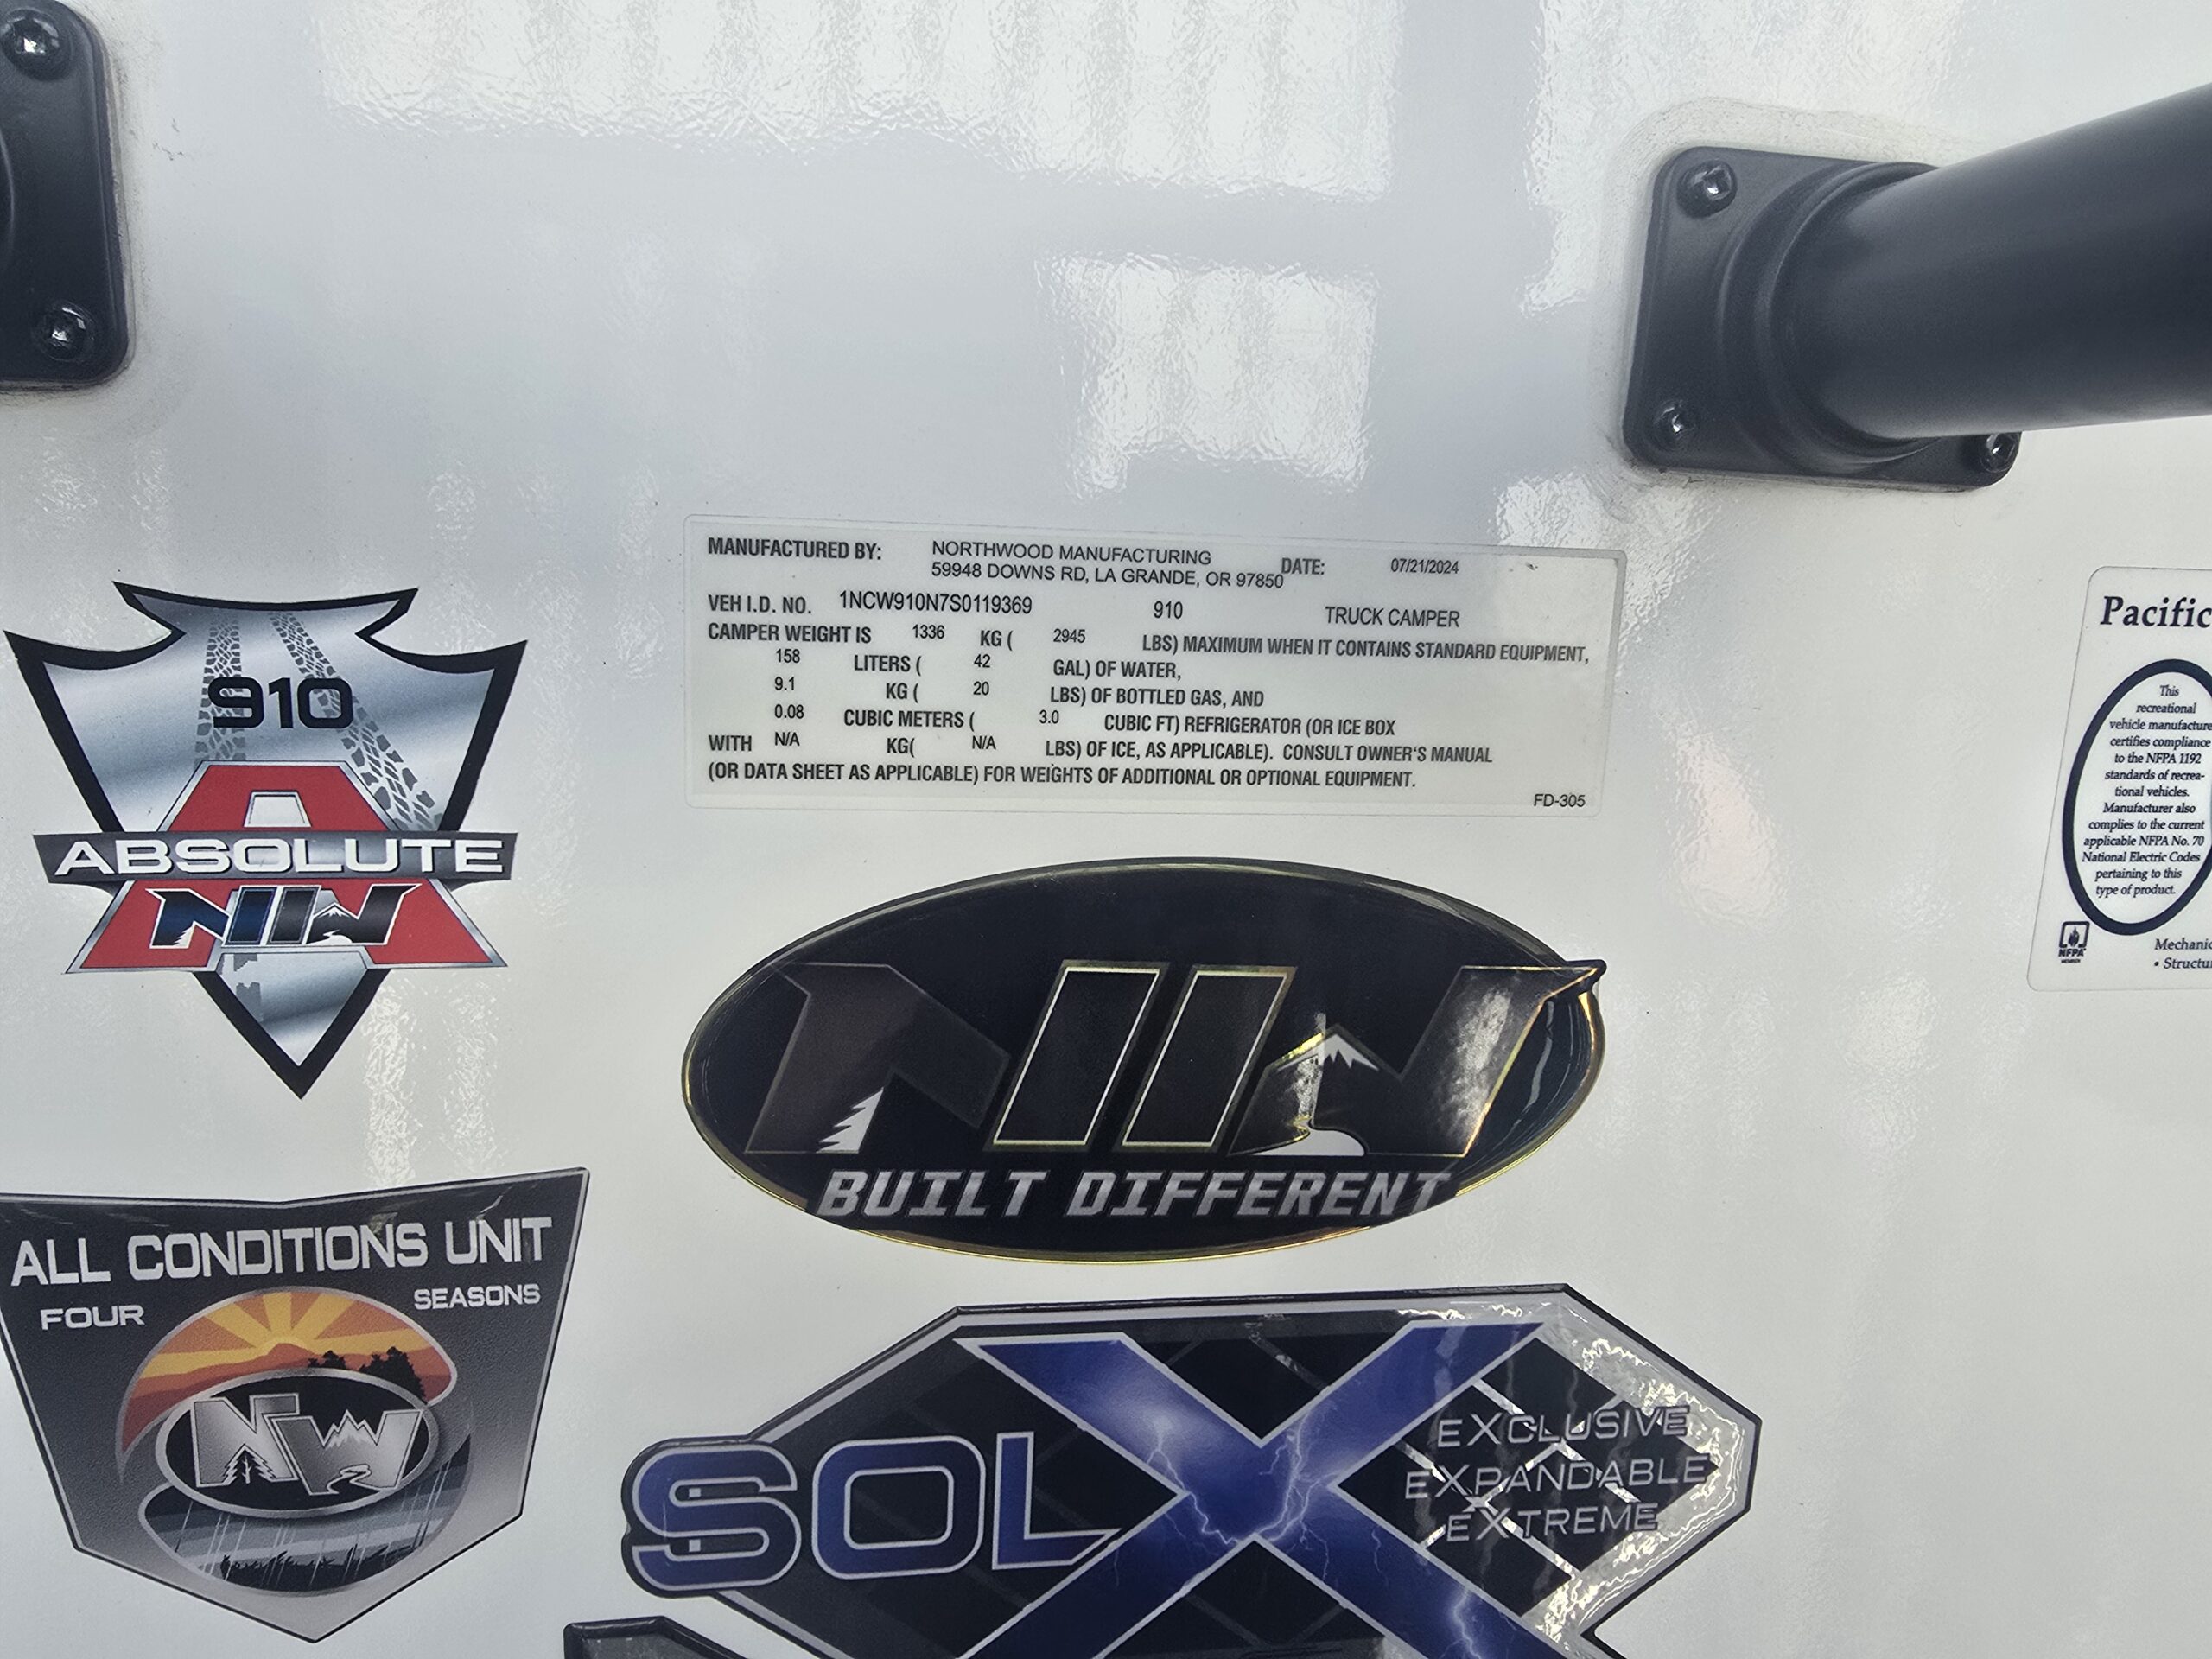 MANUFACTURED BY: NORTHWOOD MANUFACTURING
59948 DOWNS RD, LA GRANDE, OR 97850 DATE: 07/21/2024
VEH I.D. NO. 1NCW910N7S0119369 910 TRUCK CAMPER
CAMPER WEIGHT IS 1336 KG ( 2945 LBS) MAXIMUM WHEN IT CONTAINS STANDARD EQUIPMENT,
158 LITERS ( 42 GAL) OF WATER,
9.1 KG ( 20 LBS) OF BOTTLED GAS, AND
0.08 CUBIC METERS ( 3.0 CUBIC FT) REFRIGERATOR (OR ICE BOX
WITH N/A KG( N/A LBS) OF ICE, AS APPLICABLE). CONSULT OWNER'S MANUAL
(OR DATA SHEET AS APPLICABLE) FOR WEIGHTS OF ADDITIONAL OR OPTIONAL EQUIPMENT.
FD-305
910
ABSOLUTE
NW
Pacific
This
recreational
vehicle manufacture
certifies compliance
to the NFPA 1192
standards of recrea-
tional vehicles.
Manufacturer also
complies to the current
applicable NFPA No. 70
National Electric Codes
pertaining to this
type of product.
NFPA
MEMBER
Mechanic
• Structu
NW
BUILT DIFFERENT
ALL CONDITIONS UNIT
FOUR SEASONS
NW
SOLX
EXCLUSIVE
EXPANDABLE
EXTREME